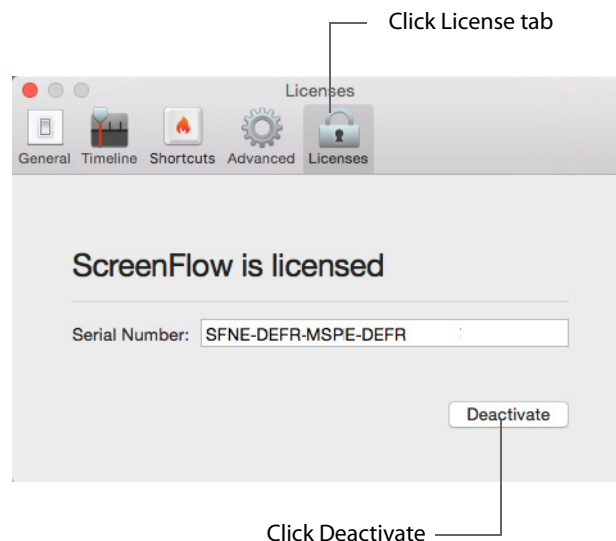 Click License tab
Licenses
General Timeline Shortcuts Advanced Licenses
ScreenFlow is licensed
Serial Number: SFNE-DEFR-MSPE-DEFR
Deactivate
Click Deactivate